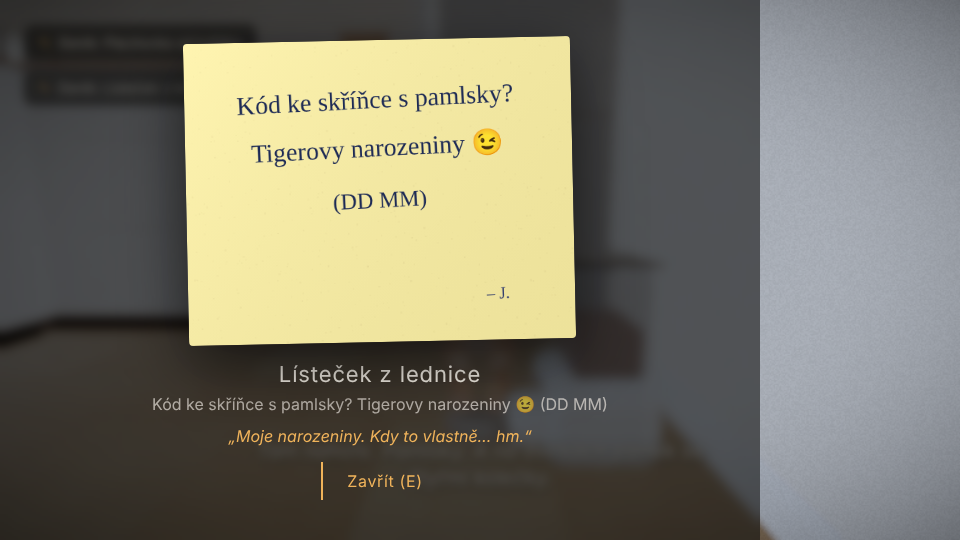 Kód ke skříňce s pamlsky?
Tigerovy narozeniny 😉
(DD MM)
– J.
Lísteček z lednice
Kód ke skříňce s pamlsky? Tigerovy narozeniny 😉 (DD MM)
„Moje narozeniny. Kdy to vlastně… hm.“
Zavřít (E)